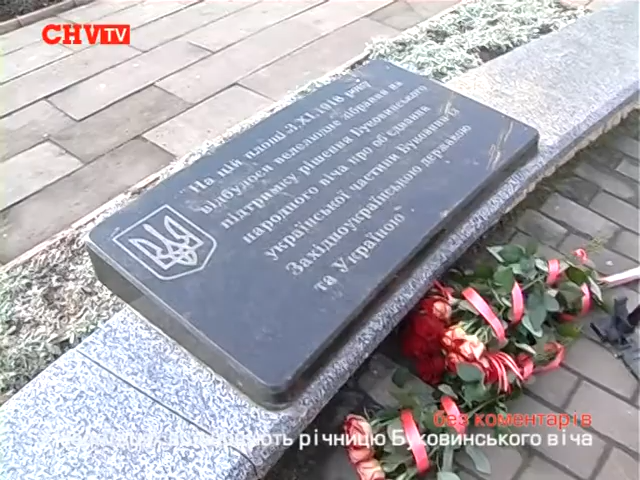 CHVTV
"На цій площі 3.XI.1918 року
відбулося велелюдне зібрання на
підтримку рішення Буковинського
народного віча про об'єднання
української частини Буковини із
Західноукраїнською державою
та Україною"
без коментарів
річницю Буковинського віча